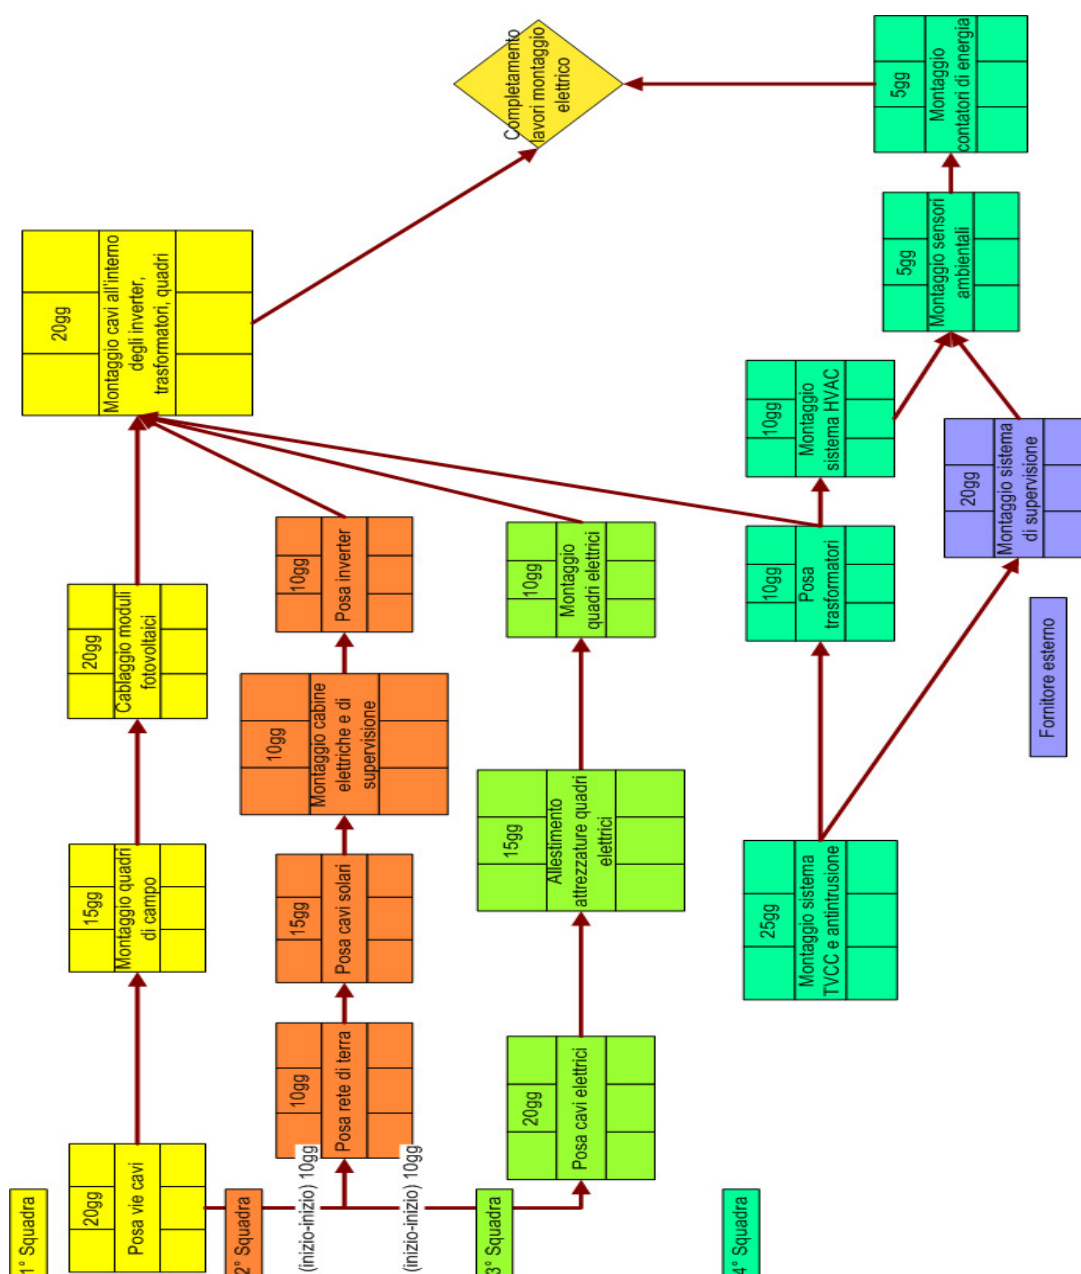 1° Squadra
20gg
Posa vie cavi
15gg
Montaggio quadri
di campo
20gg
Cablaggio moduli
fotovoltaici
20gg
Montaggio cavi all'interno
degli inverter,
trasformatori, quadri
2° Squadra
(inizio-inizio) 10gg
10gg
Posa rete di terra
15gg
Posa cavi solari
10gg
Montaggio cabine
elettriche e di
supervisione
10gg
Posa inverter
(inizio-inizio) 10gg
3° Squadra
20gg
Posa cavi elettrici
15gg
Allestimento
attrezzature quadri
elettrici
10gg
Montaggio
quadri elettrici
Completamento
lavori montaggio
elettrico
4° Squadra
25gg
Montaggio sistema
TVCC e antintrusione
10gg
Posa
trasformatori
10gg
Montaggio
sistema HVAC
5gg
Montaggio sensori
ambientali
5gg
Montaggio
contatori di energia
20gg
Montaggio sistema
di supervisione
Fornitore esterno